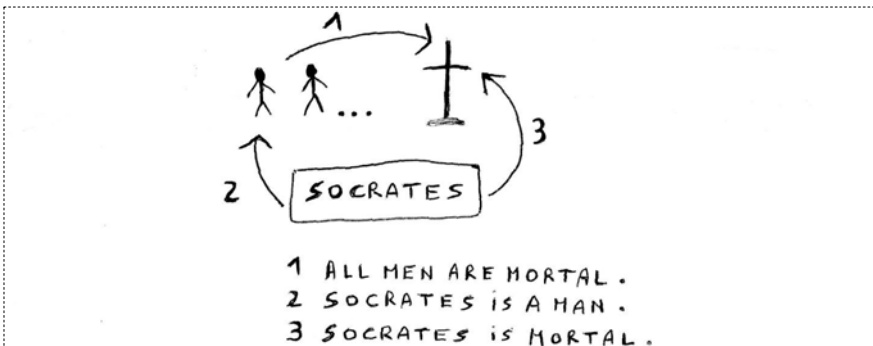 1
...
3
2
SOCRATES
1 ALL MEN ARE MORTAL.
2 SOCRATES iS A MAN.
3 SOCRATES iS MORTAL.